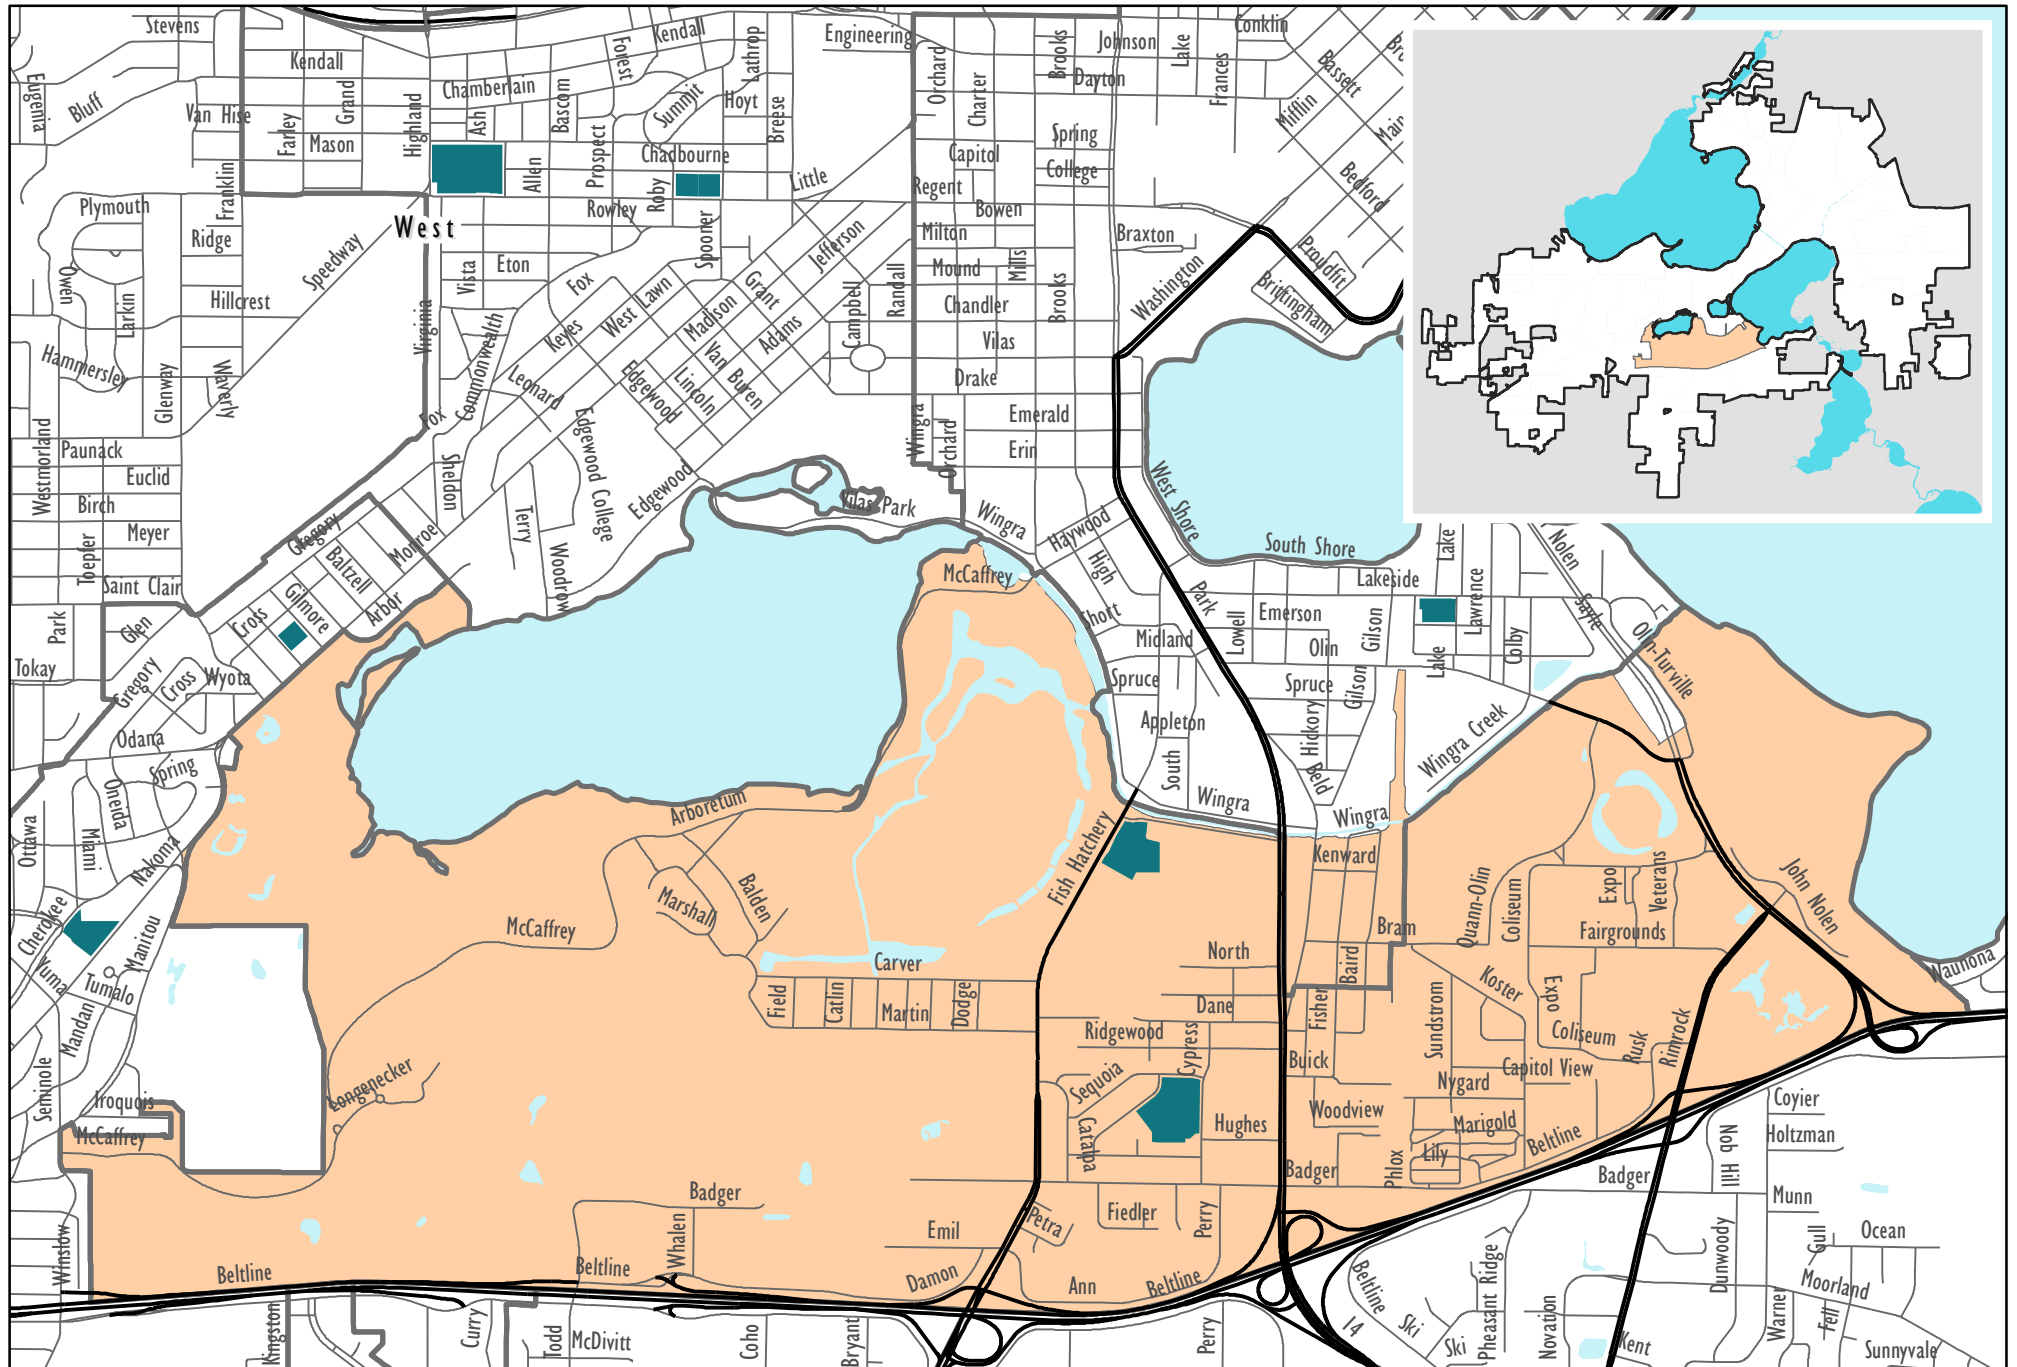 Stevens
Kendall
Forest
Kendall
Lathrop
Engineering
Orchard
Brooks
Johnson
Lake
Conklin
Frances
Bassett
Eugenia
Bluff
Kendall
Grand
Chamberlain
Bascom
Summit
Hoyt
Breese
Charter
Dayton
Mifflin
Van Hise
Farley
Mason
Highland
Ash
Allen
Prospect
Chadbourne
Spring
Capitol
College
Bedford
Franklin
Roby
Little
Regent
Plymouth
Rowley
Bowen
West
Spooner
Milton
Braxton
Ridge
Speedway
Jefferson
Mound
Mills
Proudfit
Owen
Larkin
Hillcrest
Vista
Eton
Fox
West Lawn
Grant
Madison
Campbell
Randall
Chandler
Brooks
Washington
Brittingham
Virginia
Commonwealth
Keyes
Adams
Vilas
Hammersley
Glenway
Waverly
Leonard
Edgewood
Van Buren
Lincoln
Drake
Fox
Edgewood College
Wingra
Orchard
Emerald
Erin
Westmorland
Paunack
Euclid
Birch
Meyer
Toepfer
Saint Clair
Sheldon
Terry
Edgewood
Vilas Park
Wingra
Haywood
West Shore
South Shore
Gregory
Baltzell
Monroe
Woodrow
High
Lake
Nolen
Park
Glen
Cross
Gilmore
Arbor
McCaffrey
Short
Park
Lakeside
Lawrence
Sayle
Lowell
Emerson
Gilson
Midland
Olin
Lake
Colby
Olin-Turville
Tokay
Gregory
Cross
Wyota
Spruce
Spruce
Gilson
Appleton
Hickory
Wingra Creek
Odana
Spring
Oneida
South
Beld
Wingra
Wingra
Arboretum
Ottawa
Miami
Nakoma
Fish Hatchery
Kenward
Marshall
Balden
Quann-Olin
Coliseum
Expo
Veterans
John Nolen
Cherokee
Manitou
McCaffrey
Bram
Fairgrounds
Yuma
Tumalo
Carver
North
Baird
Koster
Expo
Waunona
Mandan
Field
Catlin
Martin
Dodge
Dane
Fisher
Sundstrom
Ridgewood
Cypress
Coliseum
Rusk
Rimrock
Seminole
Longenecker
Sequoia
Buick
Capitol View
Nygard
Iroquois
McCaffrey
Catalpa
Hughes
Woodview
Marigold
Coyier
Lily
Beltline
Nob Hill
Holtzman
Badger
Badger
Phlox
Badger
Munn
Winslow
Whalen
Emil
Petra
Fiedler
Perry
Dunwoody
Gull
Ocean
Beltline
Beltline
Damon
Ann
Beltline
Beltline
Pheasant Ridge
Moorland
Kingston
Curry
Todd
McDivitt
Coho
Bryant
Perry
14
Ski
Ski
Novation
Kent
Warner
Fell
Sunnyvale